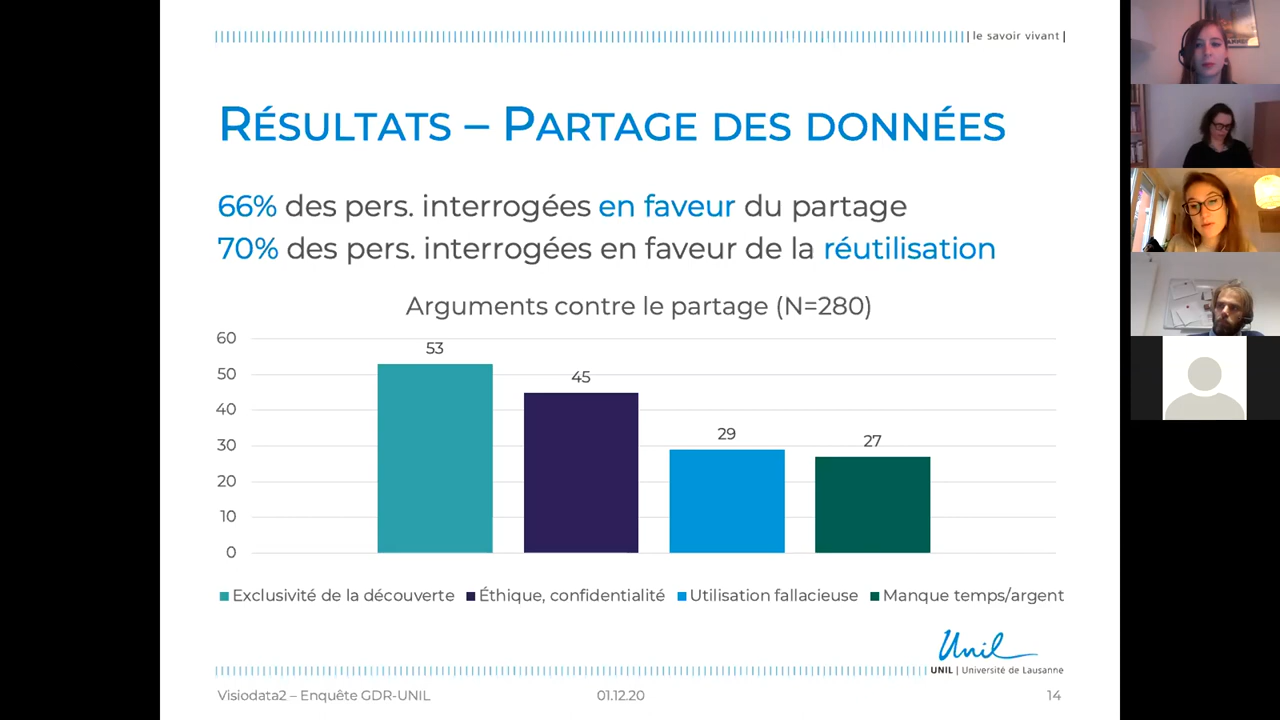 | le savoir vivant |
RÉSULTATS – PARTAGE DES DONNÉES
66% des pers. interrogées en faveur du partage
70% des pers. interrogées en faveur de la réutilisation
Arguments contre le partage (N=280)
60
50
40
30
20
10
0
53
45
29
27
Exclusivité de la découverte Éthique, confidentialité Utilisation fallacieuse Manque temps/argent
Unil
UNIL | Université de Lausanne
Visiodata2 – Enquête GDR-UNIL 01.12.20 14